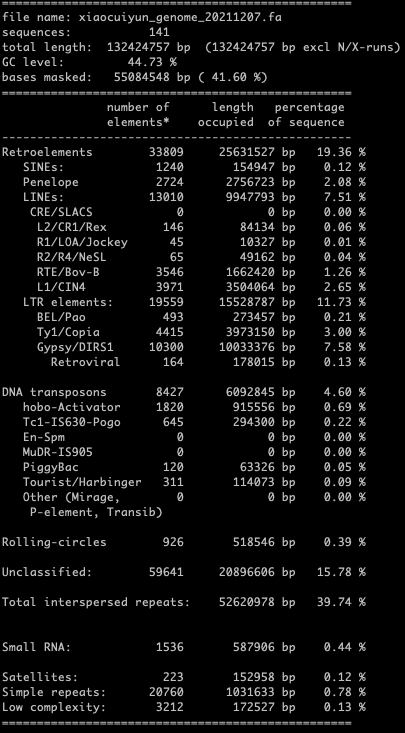 ==================================================
file name: xiaocuiyun_genome_20211207.fa
sequences:           141
total length:  132424757 bp  (132424757 bp excl N/X-runs)
GC level:         44.73 %
bases masked:   55084548 bp ( 41.60 %)
==================================================
               number of      length   percentage
               elements*    occupied  of sequence
--------------------------------------------------
Retroelements        33809     25631527 bp   19.36 %
   SINEs:             1240       154947 bp    0.12 %
   Penelope           2724      2756723 bp    2.08 %
   LINEs:            13010      9947793 bp    7.51 %
    CRE/SLACS            0            0 bp    0.00 %
     L2/CR1/Rex        146        84134 bp    0.06 %
     R1/LOA/Jockey      45        10327 bp    0.01 %
     R2/R4/NeSL         65        49162 bp    0.04 %
     RTE/Bov-B        3546      1662420 bp    1.26 %
     L1/CIN4          3971      3504064 bp    2.65 %
   LTR elements:     19559     15528787 bp   11.73 %
     BEL/Pao           493       273457 bp    0.21 %
     Ty1/Copia        4415      3973150 bp    3.00 %
     Gypsy/DIRS1     10300     10033376 bp    7.58 %
       Retroviral      164       178015 bp    0.13 %
DNA transposons       8427      6092845 bp    4.60 %
   hobo-Activator     1820       915556 bp    0.69 %
   Tc1-IS630-Pogo      645       294300 bp    0.22 %
   En-Spm                0            0 bp    0.00 %
   MuDR-IS905            0            0 bp    0.00 %
   PiggyBac            120        63326 bp    0.05 %
   Tourist/Harbinger   311       114073 bp    0.09 %
   Other (Mirage,        0            0 bp    0.00 %
    P-element, Transib)
Rolling-circles        926       518546 bp    0.39 %
Unclassified:        59641     20896606 bp   15.78 %
Total interspersed repeats:    52620978 bp   39.74 %
Small RNA:            1536       587906 bp    0.44 %
Satellites:            223       152958 bp    0.12 %
Simple repeats:      20760      1031633 bp    0.78 %
Low complexity:       3212       172527 bp    0.13 %
==================================================